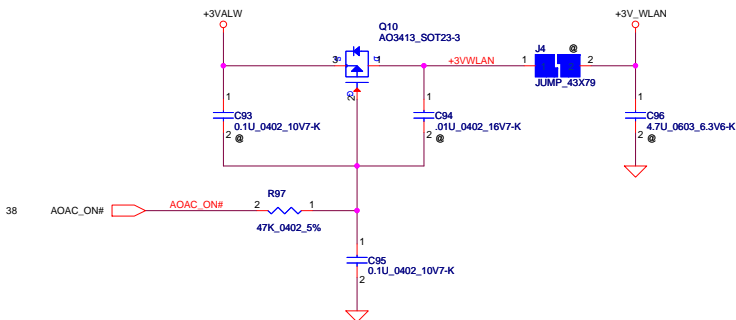 +3VALW
+3V_WLAN
Q10
AO3413_SOT23-3
3
1
2
+3VWLAN
J4
@
1
2
JUMP_43X79
1
C93
0.1U_0402_10V7-K
2
@
1
C94
.01U_0402_16V7-K
2
@
1
C96
4.7U_0603_6.3V6-K
2
@
38
AOAC_ON#
AOAC_ON#
R97
2
1
47K_0402_5%
1
C95
0.1U_0402_10V7-K
2